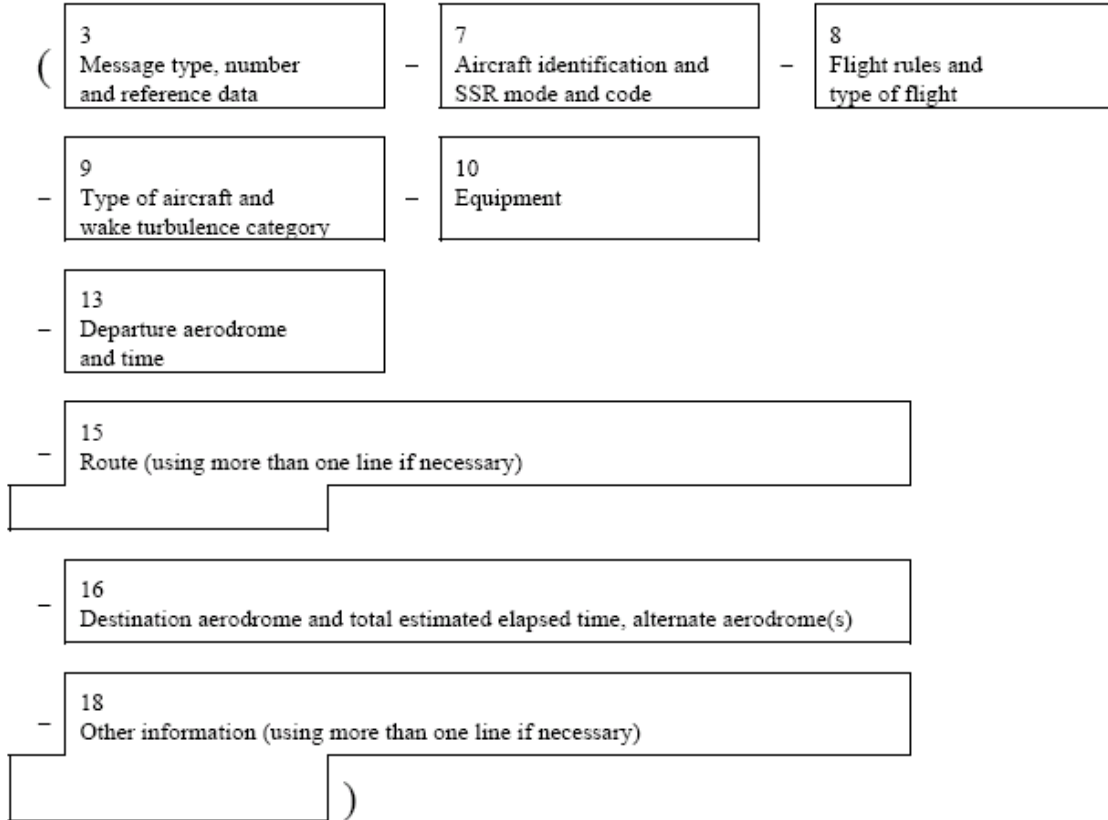 ( 3 – 7 – 8
Message type, number Aircraft identification and Flight rules and
and reference data SSR mode and code type of flight
– 9 – 10
Type of aircraft and Equipment
wake turbulence category
– 13
Departure aerodrome
and time
– 15
Route (using more than one line if necessary)
– 16
Destination aerodrome and total estimated elapsed time, alternate aerodrome(s)
– 18
Other information (using more than one line if necessary)
)